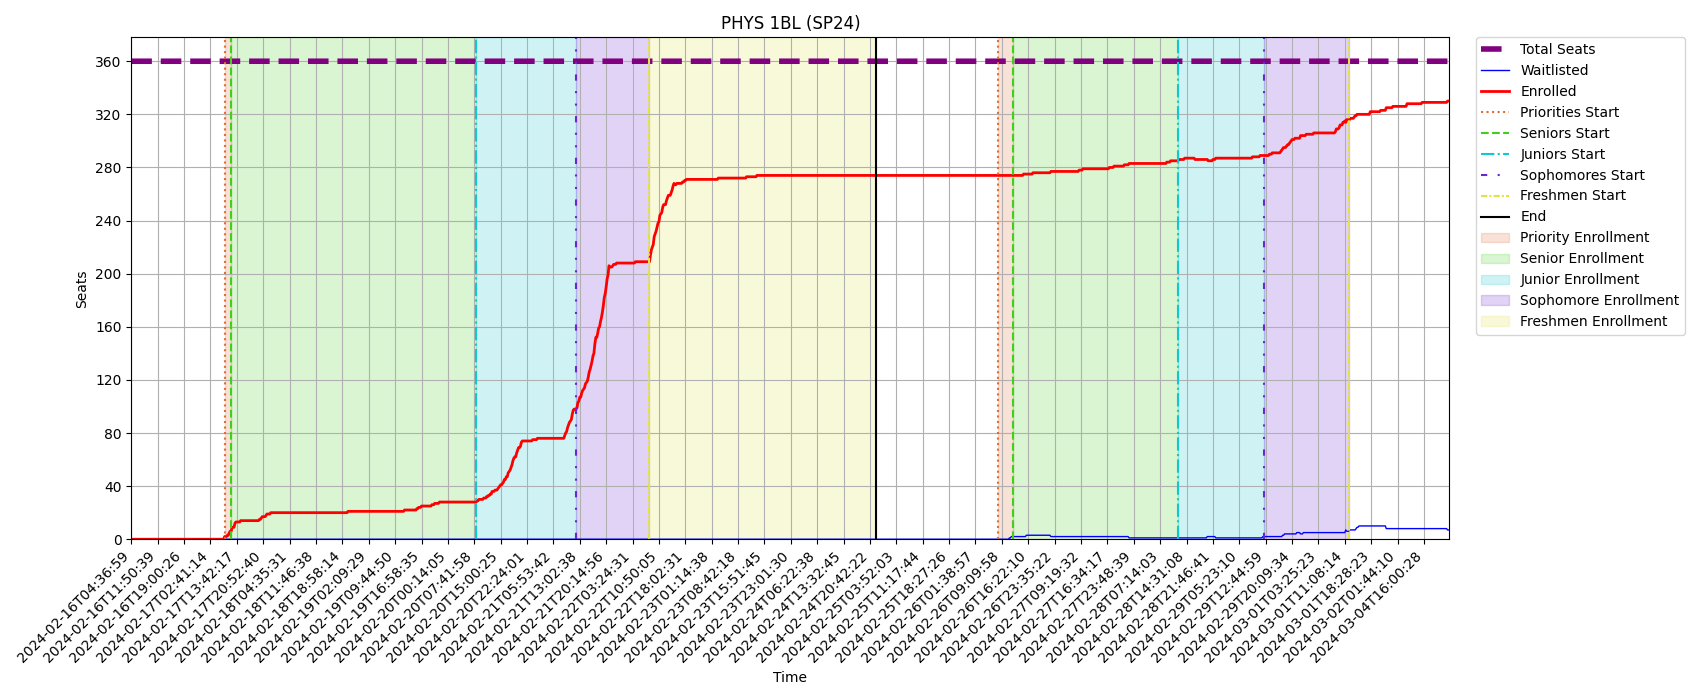 PHYS 1BL (SP24)
Seats
360
320
280
240
200
160
120
80
40
0
2024-02-16T04:36:59
2024-02-16T11:50:39
2024-02-16T19:00:26
2024-02-17T02:41:14
2024-02-17T13:42:17
2024-02-17T20:52:40
2024-02-18T04:35:31
2024-02-18T11:46:38
2024-02-18T18:58:14
2024-02-19T02:09:29
2024-02-19T09:44:50
2024-02-19T16:58:35
2024-02-20T00:14:05
2024-02-20T07:41:58
2024-02-20T15:00:25
2024-02-20T22:24:01
2024-02-21T05:53:42
2024-02-21T13:02:38
2024-02-21T20:14:56
2024-02-22T03:24:31
2024-02-22T10:50:05
2024-02-22T18:02:31
2024-02-23T01:14:38
2024-02-23T08:42:18
2024-02-23T15:51:45
2024-02-23T23:01:30
2024-02-24T06:22:38
2024-02-24T13:32:45
2024-02-24T20:42:22
2024-02-25T03:52:03
2024-02-25T11:17:44
2024-02-25T18:27:26
2024-02-26T01:38:57
2024-02-26T09:09:58
2024-02-26T16:22:10
2024-02-26T23:35:22
2024-02-27T09:19:32
2024-02-27T16:34:17
2024-02-27T23:48:39
2024-02-28T07:14:03
2024-02-28T14:31:08
2024-02-28T21:46:41
2024-02-29T05:23:10
2024-02-29T12:44:59
2024-02-29T20:09:34
2024-03-01T03:25:23
2024-03-01T11:08:14
2024-03-01T18:28:23
2024-03-02T01:44:10
2024-03-04T16:00:28
Time
Total Seats
Waitlisted
Enrolled
Priorities Start
Seniors Start
Juniors Start
Sophomores Start
Freshmen Start
End
Priority Enrollment
Senior Enrollment
Junior Enrollment
Sophomore Enrollment
Freshmen Enrollment